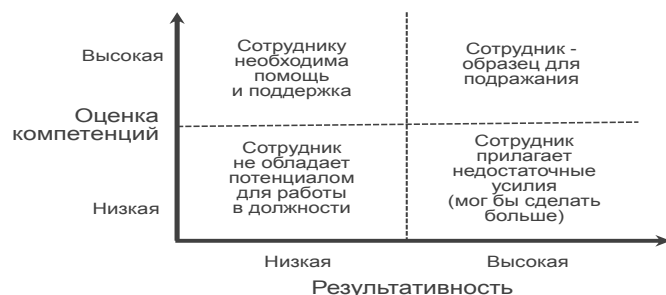 Высокая
Оценка
компетенций
Низкая
Сотруднику
необходима
помощь
и поддержка
Сотрудник -
образец для
подражания
Сотрудник
не обладает
потенциалом
для работы
в должности
Сотрудник
прилагает
недостаточные
усилия
(мог бы сделать
больше)
Низкая
Высокая
Результативность